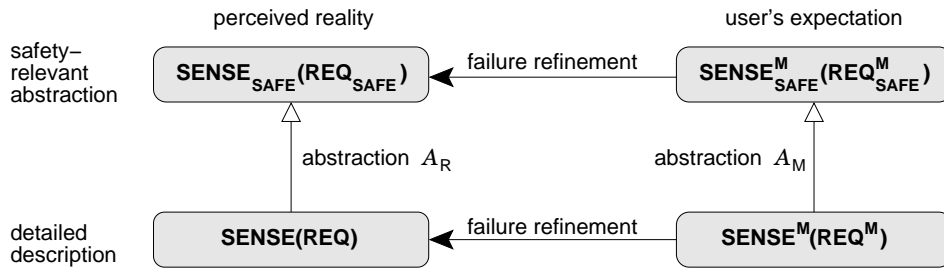 perceived reality
user's expectation
safety−
relevant
abstraction
SENSE_SAFE(REQ_SAFE)
failure refinement
SENSE^M_SAFE(REQ^M_SAFE)
abstraction A_R
abstraction A_M
detailed
description
SENSE(REQ)
failure refinement
SENSE^M(REQ^M)